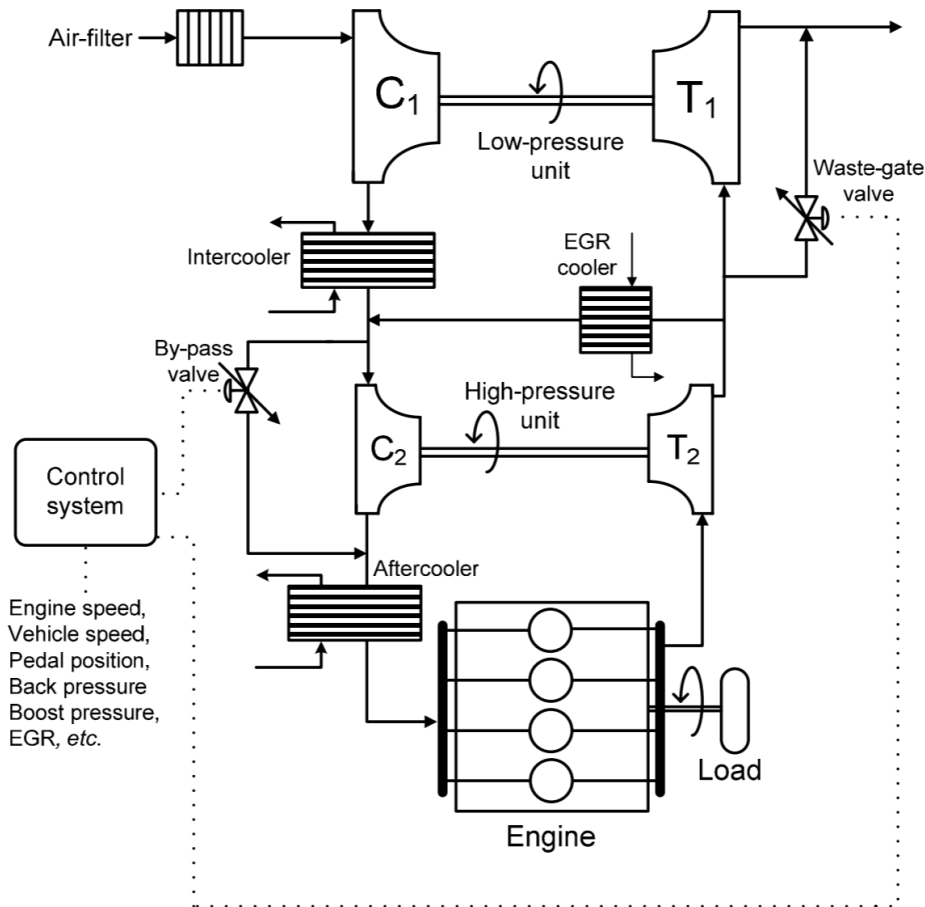 Air-filter
C₁
T₁
Low-pressure
unit
Waste-gate
valve
Intercooler
EGR
cooler
By-pass
valve
High-pressure
unit
C₂
T₂
Control
system
Aftercooler
Engine speed,
Vehicle speed,
Pedal position,
Back pressure
Boost pressure,
EGR, etc.
Load
Engine